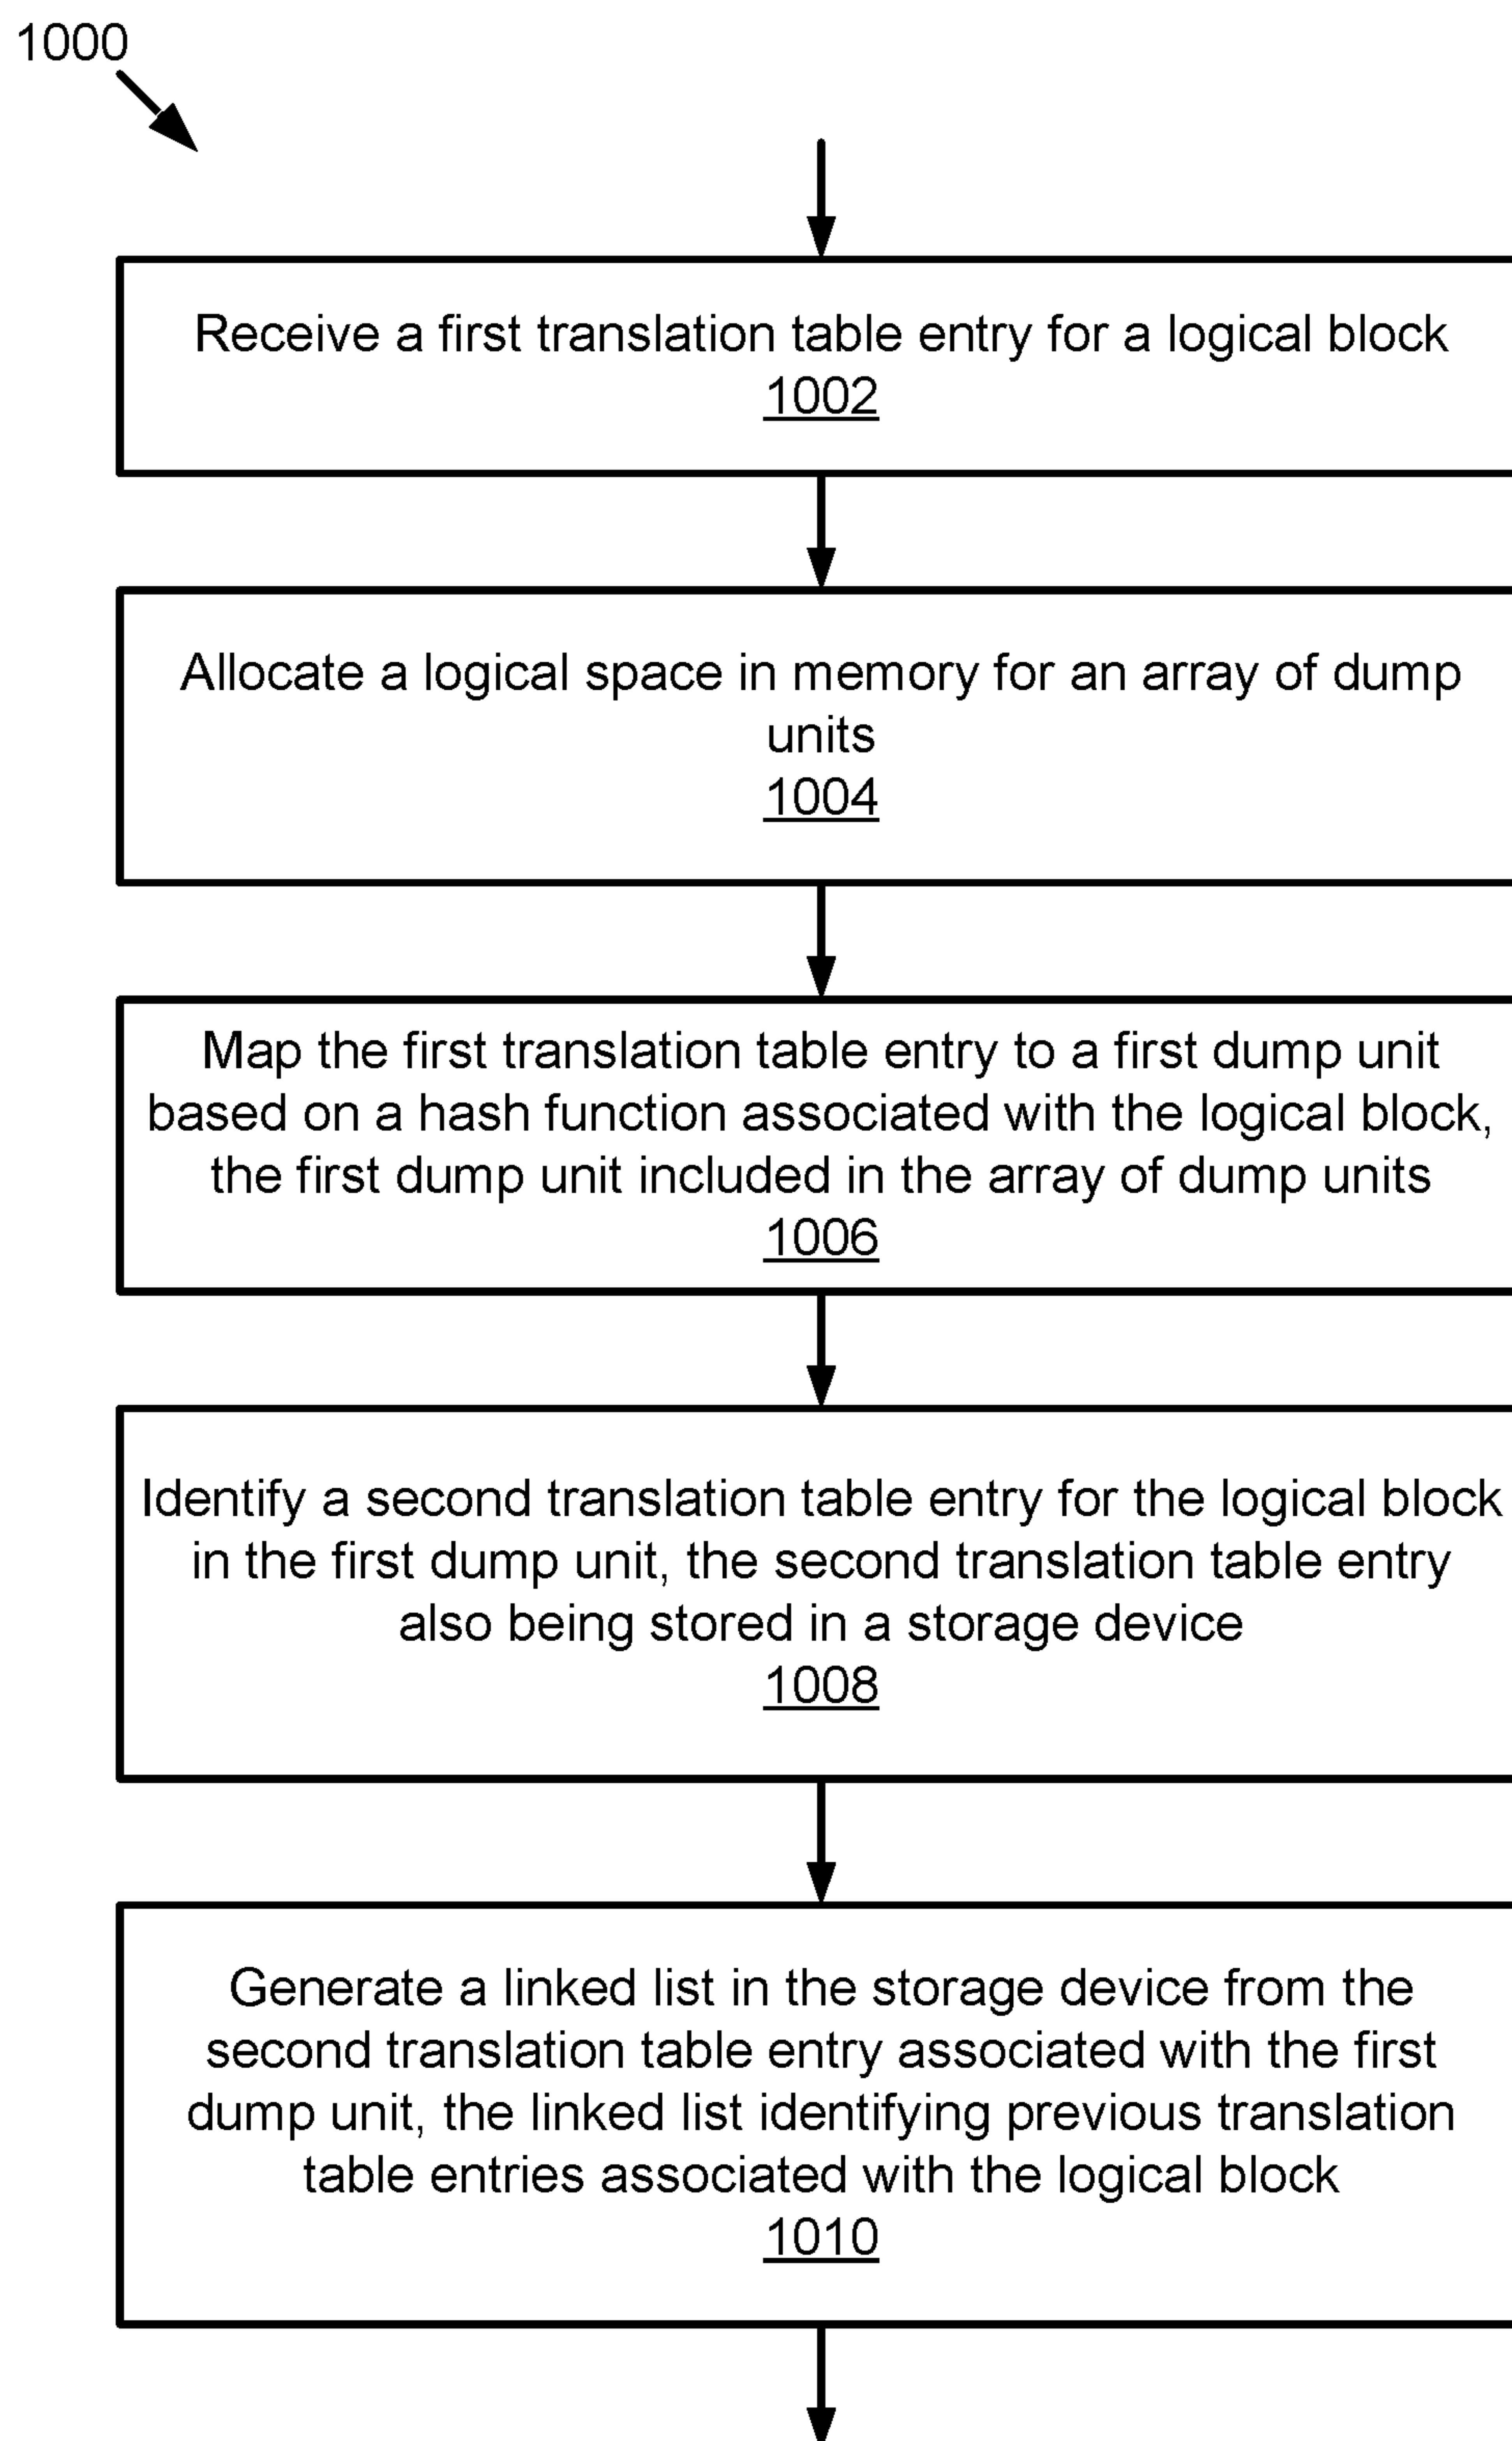 1000
Receive a first translation table entry for a logical block
1002
Allocate a logical space in memory for an array of dump
units
1004
Map the first translation table entry to a first dump unit
based on a hash function associated with the logical block,
the first dump unit included in the array of dump units
1006
Identify a second translation table entry for the logical block
in the first dump unit, the second translation table entry
also being stored in a storage device
1008
Generate a linked list in the storage device from the
second translation table entry associated with the first
dump unit, the linked list identifying previous translation
table entries associated with the logical block
1010